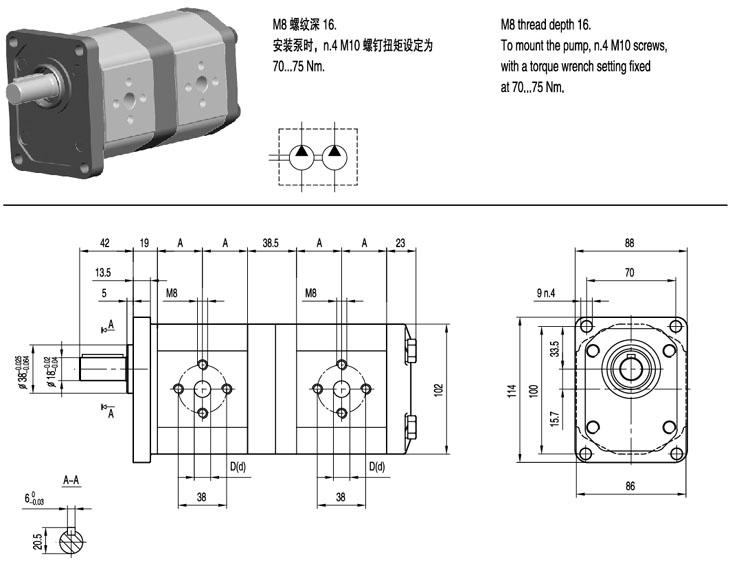 M8 螺纹深 16.
安装泵时，n.4 M10 螺钉扭矩设定为
70...75 Nm.
M8 thread depth 16.
To mount the pump, n.4 M10 screws,
with a torque wrench setting fixed
at 70...75 Nm.
42 19 A A 38.5 A A 23
13.5
5 M8 M8
A
ø 38 -0.025 -0.064
ø 18 -0.02 -0.04
A
102
D(d) D(d)
38 38
A-A
6 0 -0.03
20.5
88
70
9 n.4
33.5
114
100
15.7
86